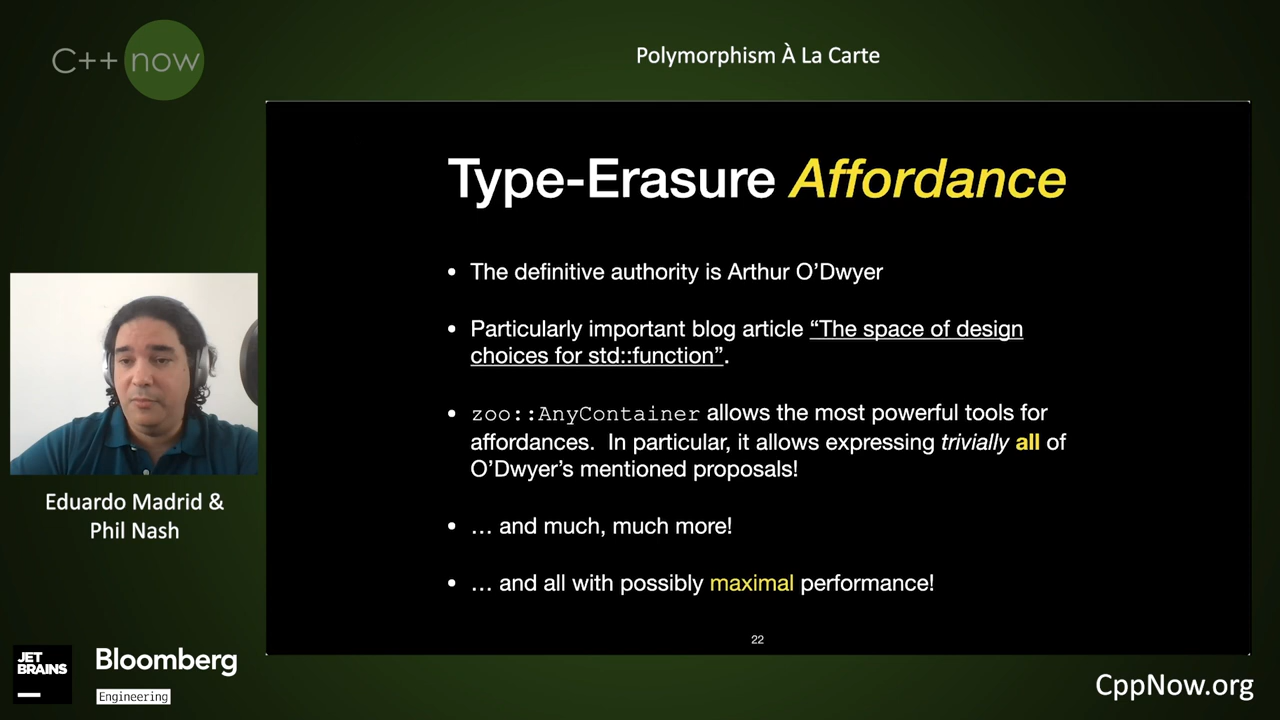 C++ now
Polymorphism À La Carte
Type-Erasure Affordance
• The definitive authority is Arthur O’Dwyer
• Particularly important blog article “The space of design
choices for std::function”.
• zoo::AnyContainer allows the most powerful tools for
affordances. In particular, it allows expressing trivially all of
O’Dwyer’s mentioned proposals!
• … and much, much more!
• … and all with possibly maximal performance!
22
Eduardo Madrid &
Phil Nash
JET
BRAINS
Bloomberg
Engineering
CppNow.org